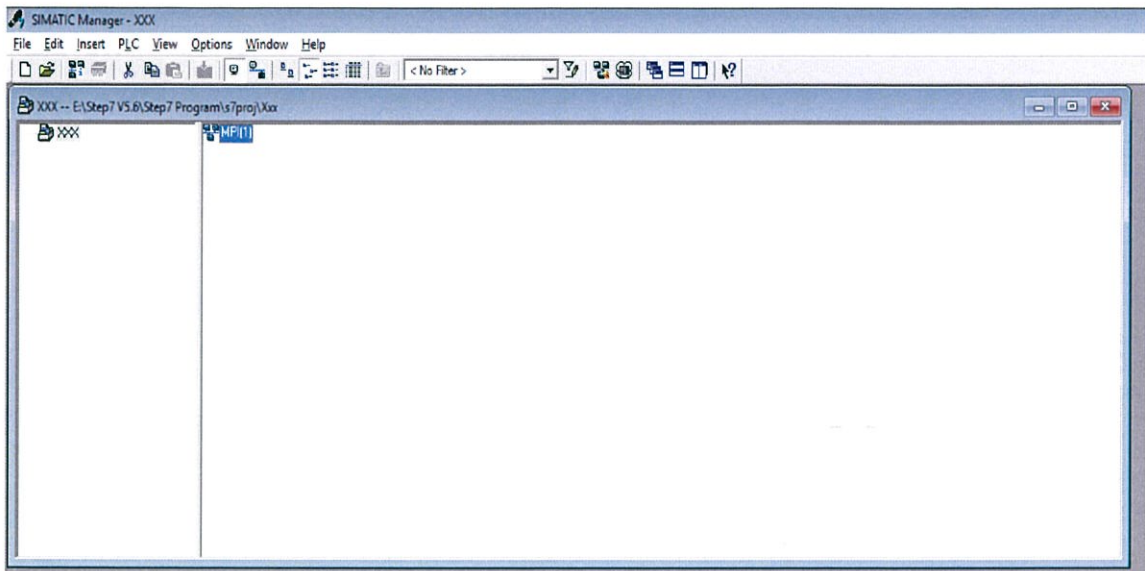 SIMATIC Manager - XXX
File Edit Insert PLC View Options Window Help
< No Filter >
XXX -- E:\Step7 V5.6\Step7 Program\s7proj\Xxx
XXX MPI(1)